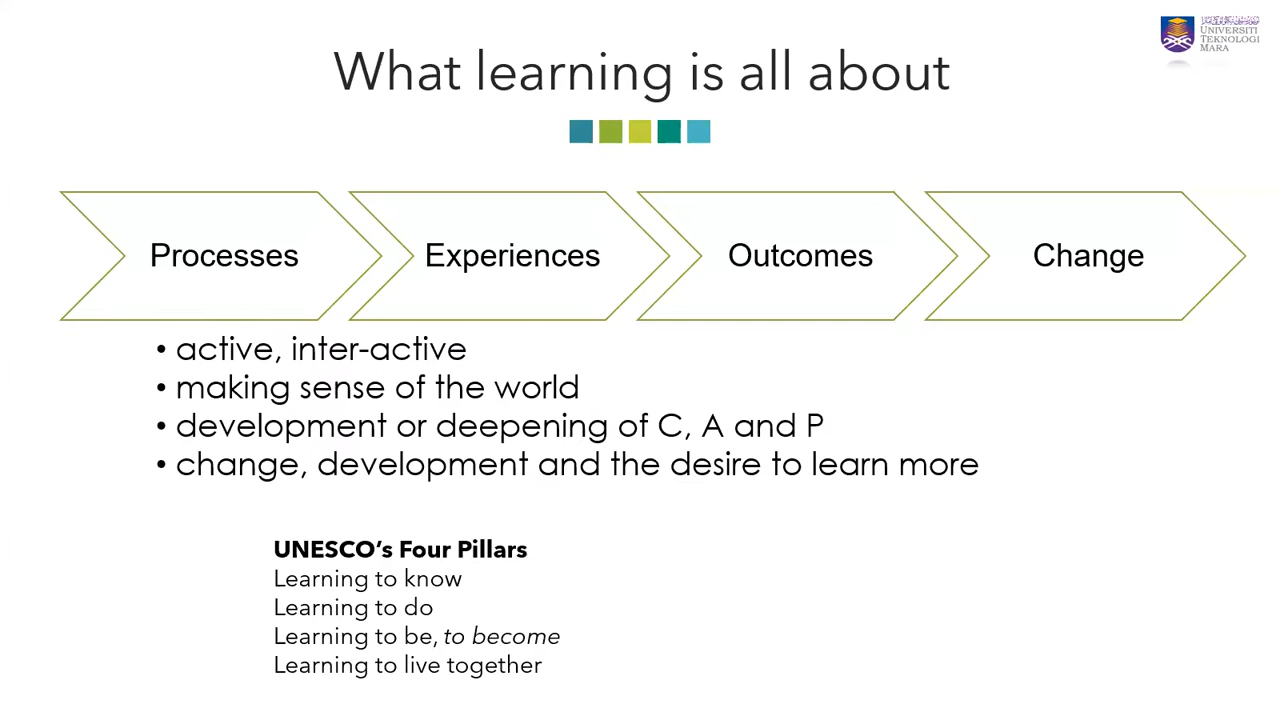 UNIVERSITI
TEKNOLOGI
MARA
What learning is all about
Processes
Experiences
Outcomes
Change
• active, inter-active
• making sense of the world
• development or deepening of C, A and P
• change, development and the desire to learn more
UNESCO's Four Pillars
Learning to know
Learning to do
Learning to be, to become
Learning to live together